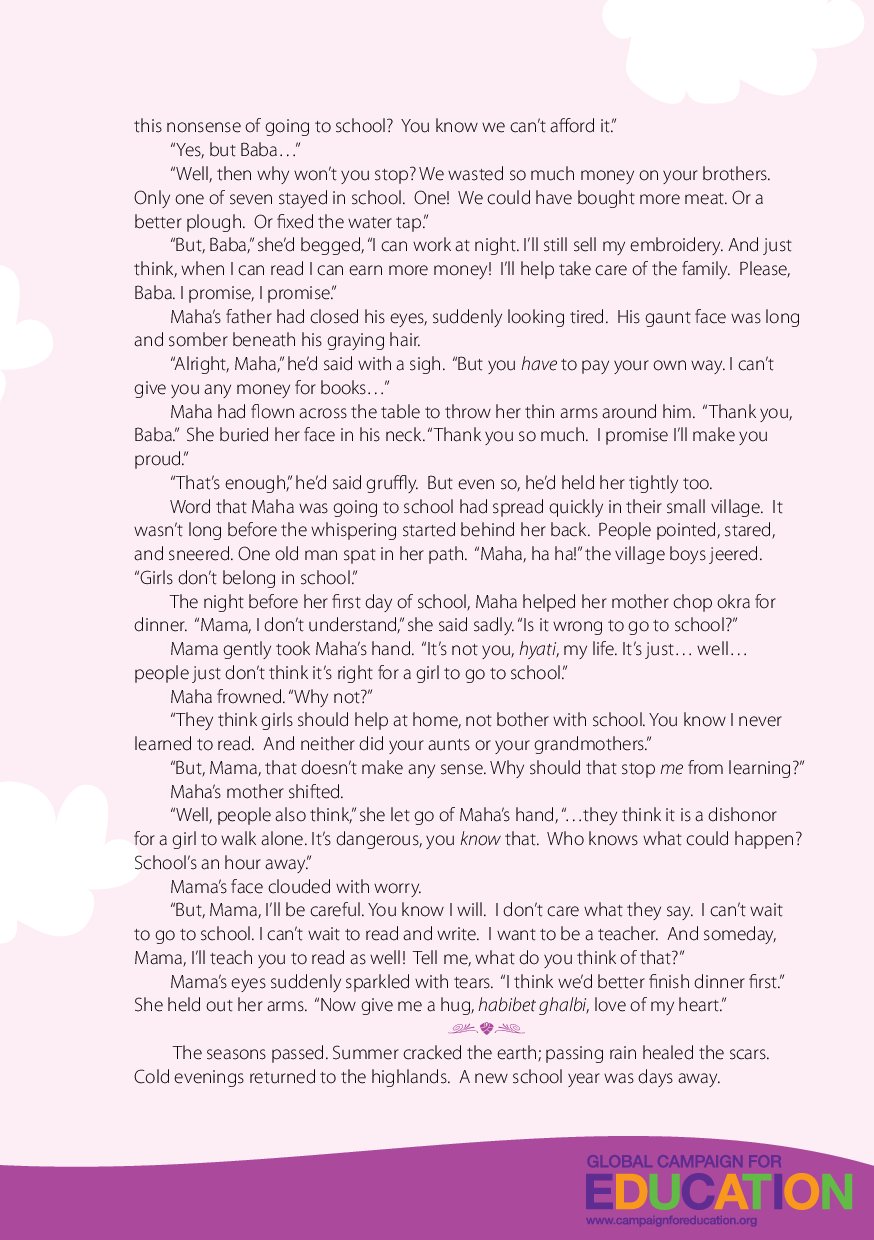 this nonsense of going to school?  You know we can’t afford it.”
“Yes, but Baba…”
“Well, then why won’t you stop? We wasted so much money on your brothers.
Only one of seven stayed in school.  One!  We could have bought more meat. Or a
better plough.  Or fixed the water tap.”
“But, Baba,” she’d begged, “I can work at night. I’ll still sell my embroidery. And just
think, when I can read I can earn more money!  I’ll help take care of the family.  Please,
Baba. I promise, I promise.”
Maha’s father had closed his eyes, suddenly looking tired.  His gaunt face was long
and somber beneath his graying hair.
“Alright, Maha,” he’d said with a sigh.  “But you have to pay your own way. I can’t
give you any money for books…”
Maha had flown across the table to throw her thin arms around him.  “Thank you,
Baba.”  She buried her face in his neck. “Thank you so much.  I promise I’ll make you
proud.”
“That’s enough,” he’d said gruffly.  But even so, he’d held her tightly too.
Word that Maha was going to school had spread quickly in their small village.  It
wasn’t long before the whispering started behind her back.  People pointed, stared,
and sneered. One old man spat in her path.  “Maha, ha ha!” the village boys jeered.
“Girls don’t belong in school.”
The night before her first day of school, Maha helped her mother chop okra for
dinner.  “Mama, I don’t understand,” she said sadly. “Is it wrong to go to school?”
Mama gently took Maha’s hand.  “It’s not you, hyati, my life. It’s just… well…
people just don’t think it’s right for a girl to go to school.”
Maha frowned. “Why not?”
“They think girls should help at home, not bother with school. You know I never
learned to read.  And neither did your aunts or your grandmothers.”
“But, Mama, that doesn’t make any sense. Why should that stop me from learning?”
Maha’s mother shifted.
“Well, people also think,” she let go of Maha’s hand, “…they think it is a dishonor
for a girl to walk alone. It’s dangerous, you know that.  Who knows what could happen?
School’s an hour away.”
Mama’s face clouded with worry.
“But, Mama, I’ll be careful. You know I will.  I don’t care what they say.  I can’t wait
to go to school. I can’t wait to read and write.  I want to be a teacher.  And someday,
Mama, I’ll teach you to read as well!  Tell me, what do you think of that?”
Mama’s eyes suddenly sparkled with tears.  “I think we’d better finish dinner first.”
She held out her arms.  “Now give me a hug, habibet ghalbi, love of my heart.”
The seasons passed. Summer cracked the earth; passing rain healed the scars.
Cold evenings returned to the highlands.  A new school year was days away.
GLOBAL CAMPAIGN FOR
EDUCATION
www.campaignforeducation.org